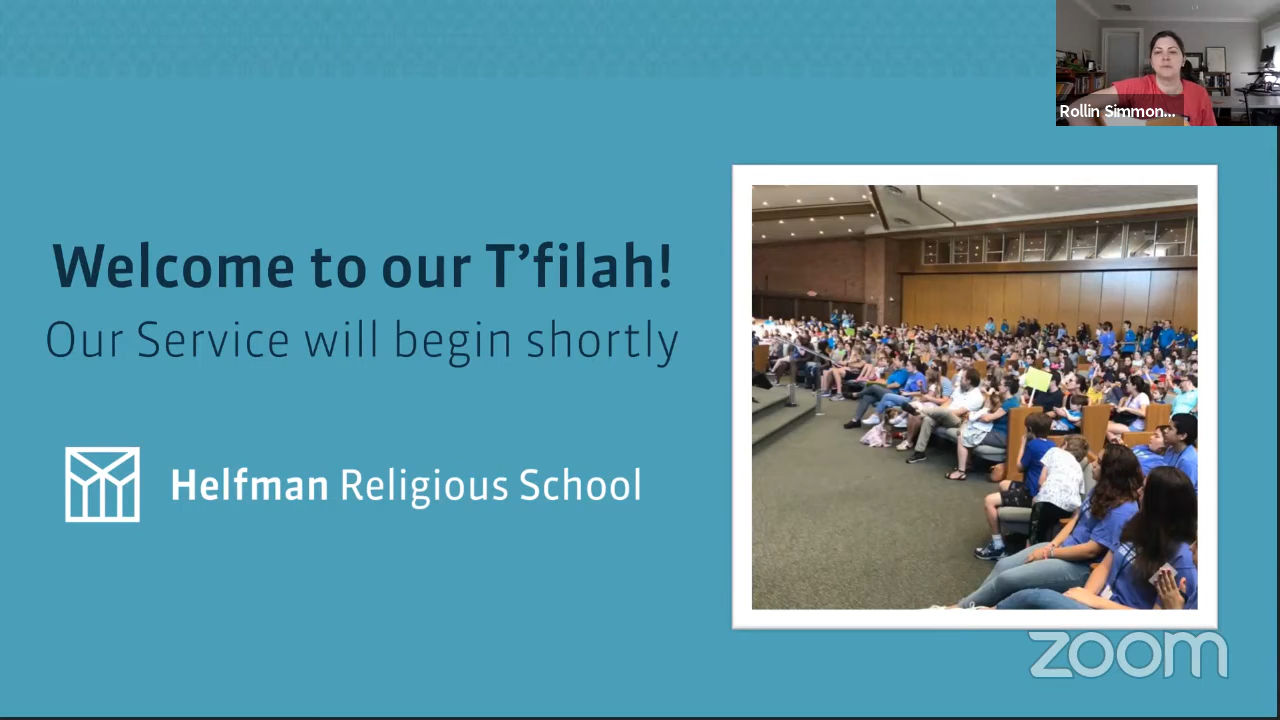 Rollin Simmon...
Welcome to our T’filah!
Our Service will begin shortly
Helfman Religious School
zoom